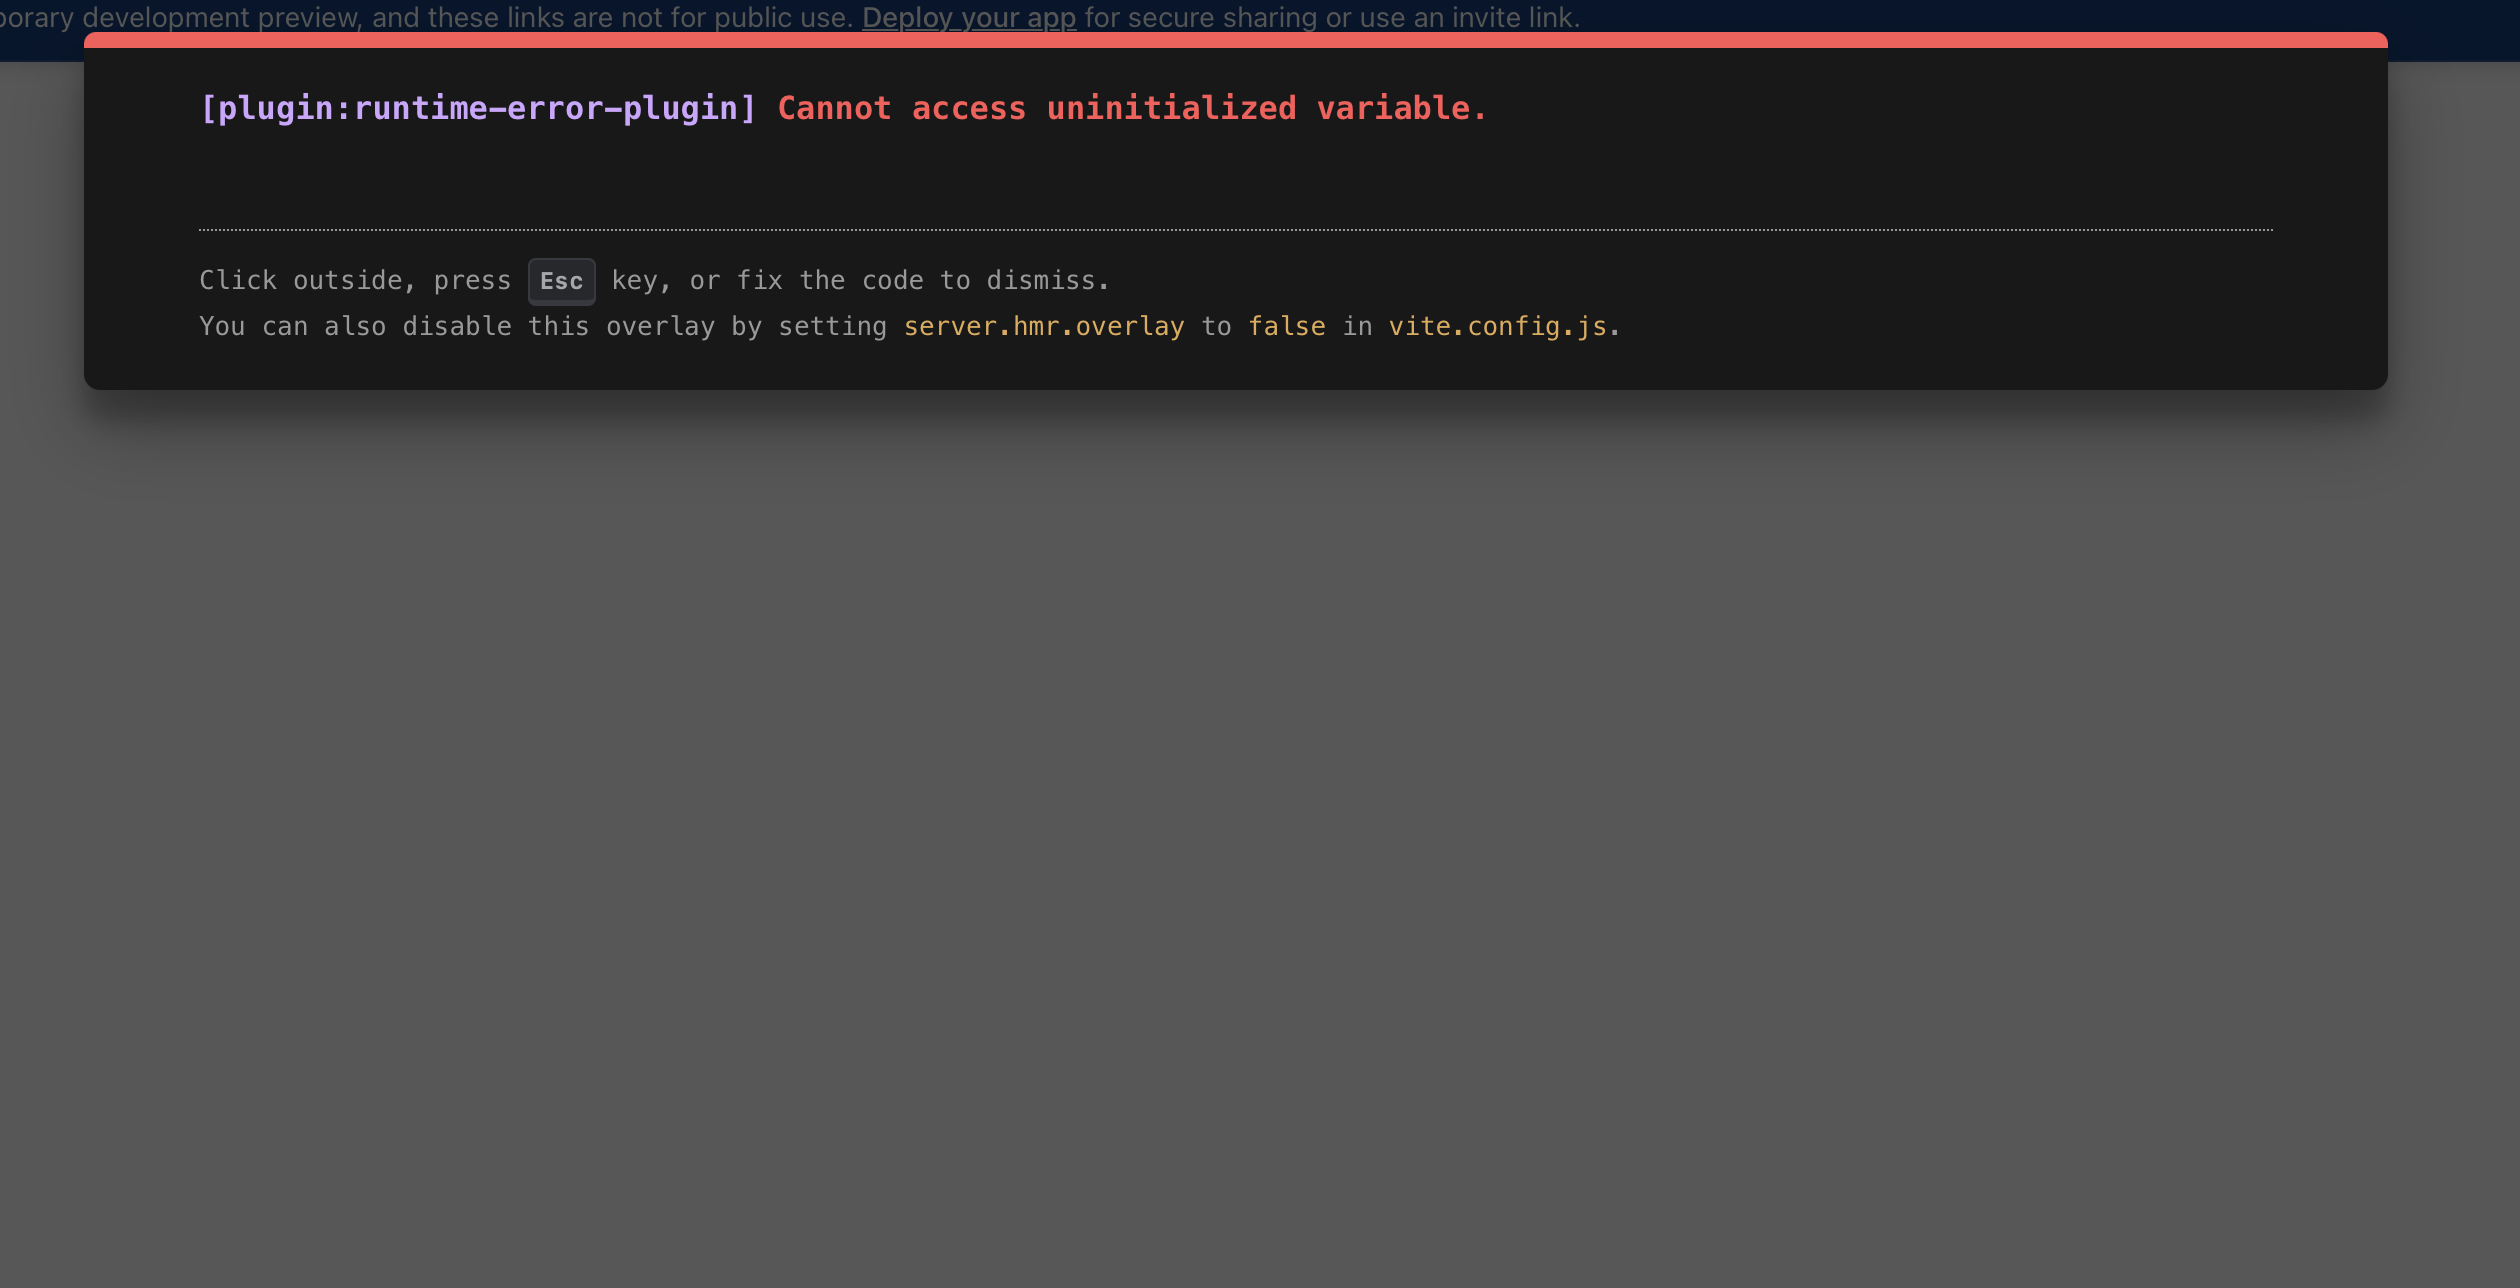 development preview, and these links are not for public use. Deploy your app for secure sharing or use an invite link.
[plugin:runtime-error-plugin] Cannot access uninitialized variable.
Click outside, press Esc key, or fix the code to dismiss.
You can also disable this overlay by setting server.hmr.overlay to false in vite.config.js.